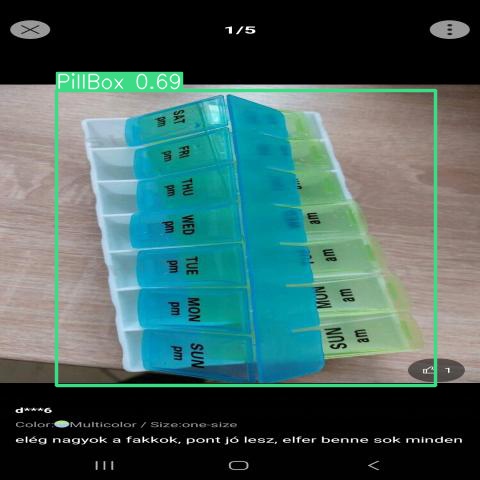 1/5
PillBox 0.69
SAT
pm
FRI
pm
THU
pm
WED
pm
am
TUE
pm
am
MON
pm
MON
am
SUN
pm
SUN
am
1
d***6
Color:Multicolor / Size:one-size
elég nagyok a fakkok, pont jó lesz, elfer benne sok minden